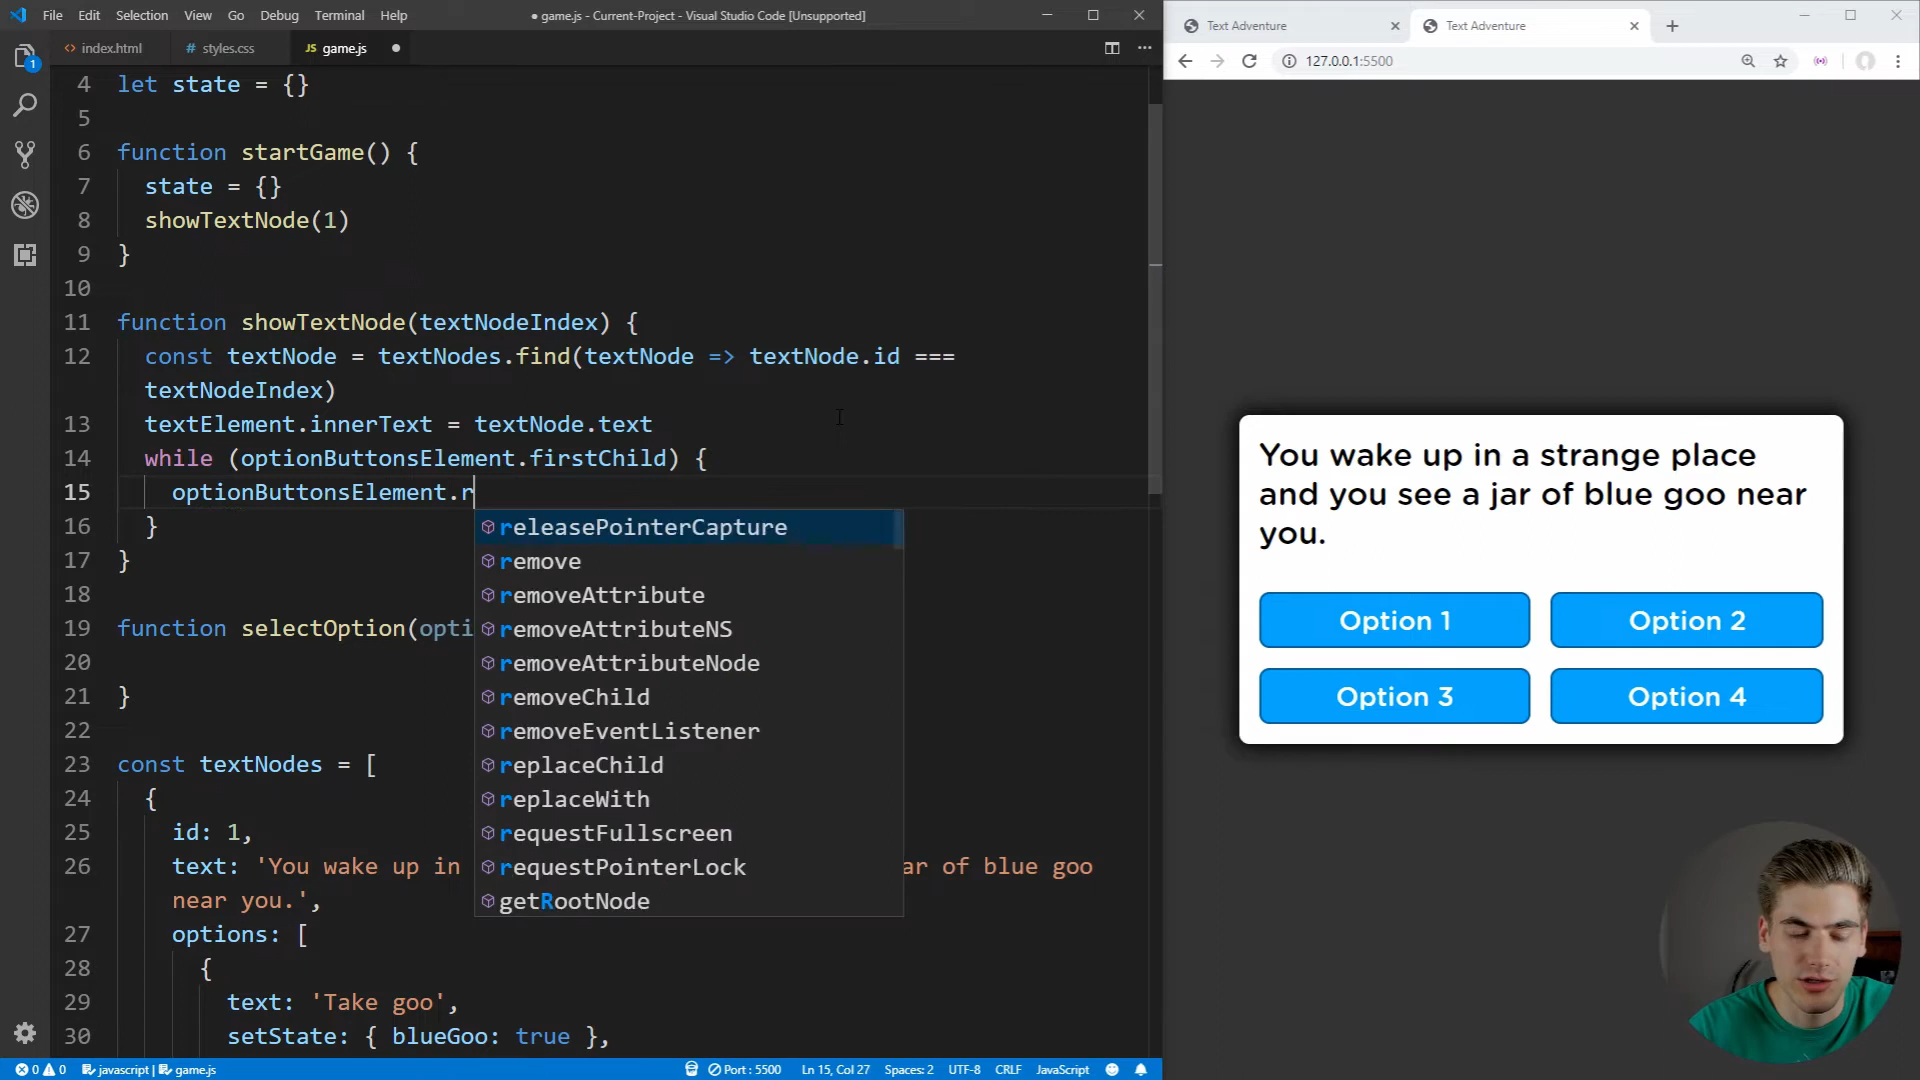 File Edit Selection View Go Debug Terminal Help
● game.js - Current-Project - Visual Studio Code [Unsupported]
index.html
styles.css
JS game.js
1
4 let state = {}
5
6 function startGame() {
7 state = {}
8 showTextNode(1)
9 }
10
11 function showTextNode(textNodeIndex) {
12 const textNode = textNodes.find(textNode => textNode.id ===
textNodeIndex)
13 textElement.innerText = textNode.text
14 while (optionButtonsElement.firstChild) {
15 optionButtonsElement.r
16 }
17 }
18
19 function selectOption(opti
20
21 }
22
23 const textNodes = [
24 {
25 id: 1,
26 text: 'You wake up in ar of blue goo
near you.',
27 options: [
28 {
29 text: 'Take goo',
30 setState: { blueGoo: true },
releasePointerCapture
remove
removeAttribute
removeAttributeNS
removeAttributeNode
removeChild
removeEventListener
replaceChild
replaceWith
requestFullscreen
requestPointerLock
getRootNode
0 0 javascript | game.js
Port : 5500 Ln 15, Col 27 Spaces: 2 UTF-8 CRLF JavaScript
Text Adventure
Text Adventure
127.0.0.1:5500
You wake up in a strange place
and you see a jar of blue goo near
you.
Option 1 Option 2
Option 3 Option 4